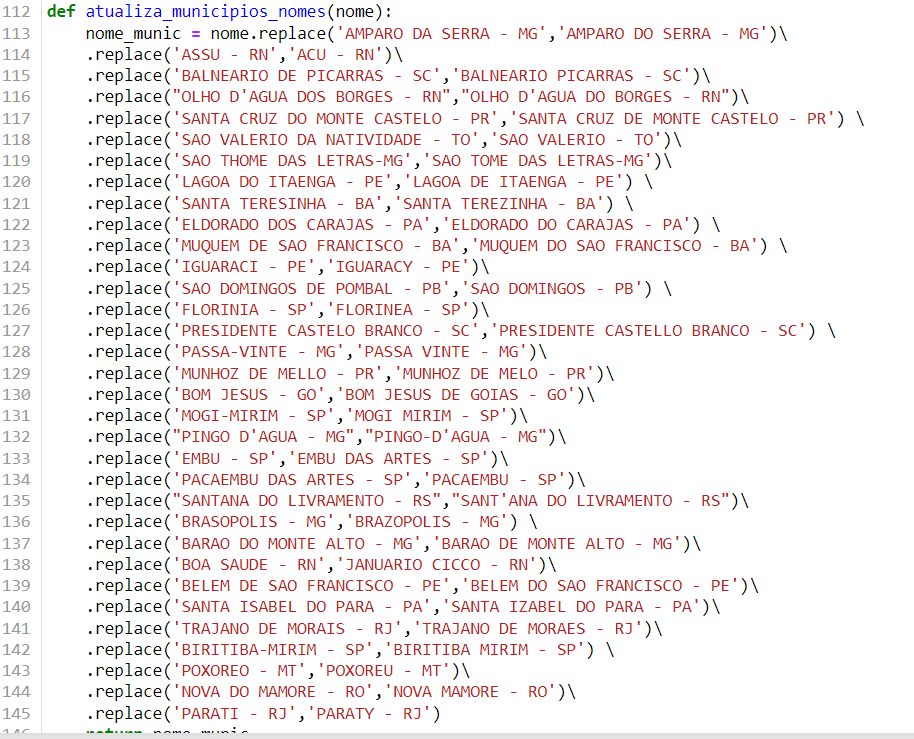 112 def atualiza_municipios_nomes(nome):
113 nome_munic = nome.replace('AMPARO DA SERRA - MG','AMPARO DO SERRA - MG')\
114 .replace('ASSU - RN','ACU - RN')\
115 .replace('BALNEARIO DE PICARRAS - SC','BALNEARIO PICARRAS - SC')\
116 .replace("OLHO D'AGUA DOS BORGES - RN","OLHO D'AGUA DO BORGES - RN")\
117 .replace('SANTA CRUZ DO MONTE CASTELO - PR','SANTA CRUZ DE MONTE CASTELO - PR') \
118 .replace('SAO VALERIO DA NATIVIDADE - TO','SAO VALERIO - TO')\
119 .replace('SAO THOME DAS LETRAS-MG','SAO TOME DAS LETRAS-MG')\
120 .replace('LAGOA DO ITAENGA - PE','LAGOA DE ITAENGA - PE') \
121 .replace('SANTA TERESINHA - BA','SANTA TEREZINHA - BA') \
122 .replace('ELDORADO DOS CARAJAS - PA','ELDORADO DO CARAJAS - PA') \
123 .replace('MUQUEM DE SAO FRANCISCO - BA','MUQUEM DO SAO FRANCISCO - BA') \
124 .replace('IGUARACI - PE','IGUARACY - PE')\
125 .replace('SAO DOMINGOS DE POMBAL - PB','SAO DOMINGOS - PB') \
126 .replace('FLORINIA - SP','FLORINEA - SP')\
127 .replace('PRESIDENTE CASTELO BRANCO - SC','PRESIDENTE CASTELLO BRANCO - SC') \
128 .replace('PASSA-VINTE - MG','PASSA VINTE - MG')\
129 .replace('MUNHOZ DE MELLO - PR','MUNHOZ DE MELO - PR')\
130 .replace('BOM JESUS - GO','BOM JESUS DE GOIAS - GO')\
131 .replace('MOGI-MIRIM - SP','MOGI MIRIM - SP')\
132 .replace("PINGO D'AGUA - MG","PINGO-D'AGUA - MG")\
133 .replace('EMBU - SP','EMBU DAS ARTES - SP')\
134 .replace('PACAEMBU DAS ARTES - SP','PACAEMBU - SP')\
135 .replace("SANTANA DO LIVRAMENTO - RS","SANT'ANA DO LIVRAMENTO - RS")\
136 .replace('BRASOPOLIS - MG','BRAZOPOLIS - MG') \
137 .replace('BARAO DO MONTE ALTO - MG','BARAO DE MONTE ALTO - MG')\
138 .replace('BOA SAUDE - RN','JANUARIO CICCO - RN')\
139 .replace('BELEM DE SAO FRANCISCO - PE','BELEM DO SAO FRANCISCO - PE')\
140 .replace('SANTA ISABEL DO PARA - PA','SANTA IZABEL DO PARA - PA')\
141 .replace('TRAJANO DE MORAIS - RJ','TRAJANO DE MORAES - RJ')\
142 .replace('BIRITIBA-MIRIM - SP','BIRITIBA MIRIM - SP') \
143 .replace('POXOREO - MT','POXOREU - MT')\
144 .replace('NOVA DO MAMORE - RO','NOVA MAMORE - RO')\
145 .replace('PARATI - RJ','PARATY - RJ')